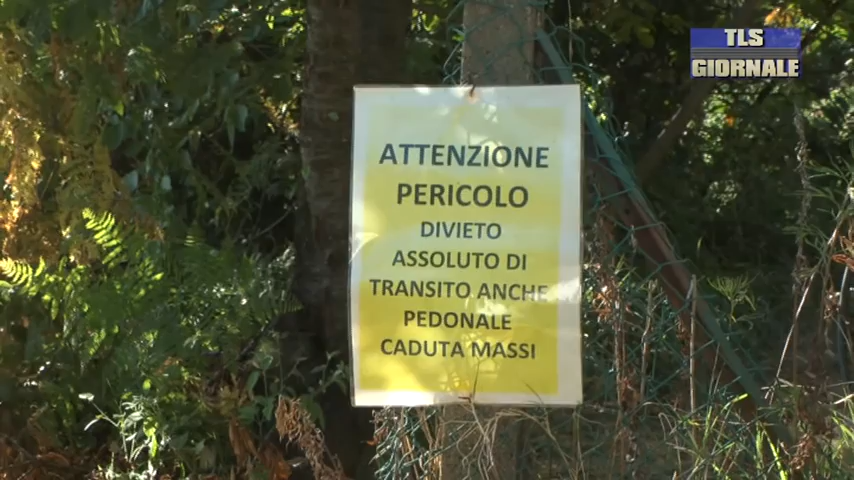 TLS
GIORNALE
ATTENZIONE
PERICOLO
DIVIETO
ASSOLUTO DI
TRANSITO ANCHE
PEDONALE
CADUTA MASSI